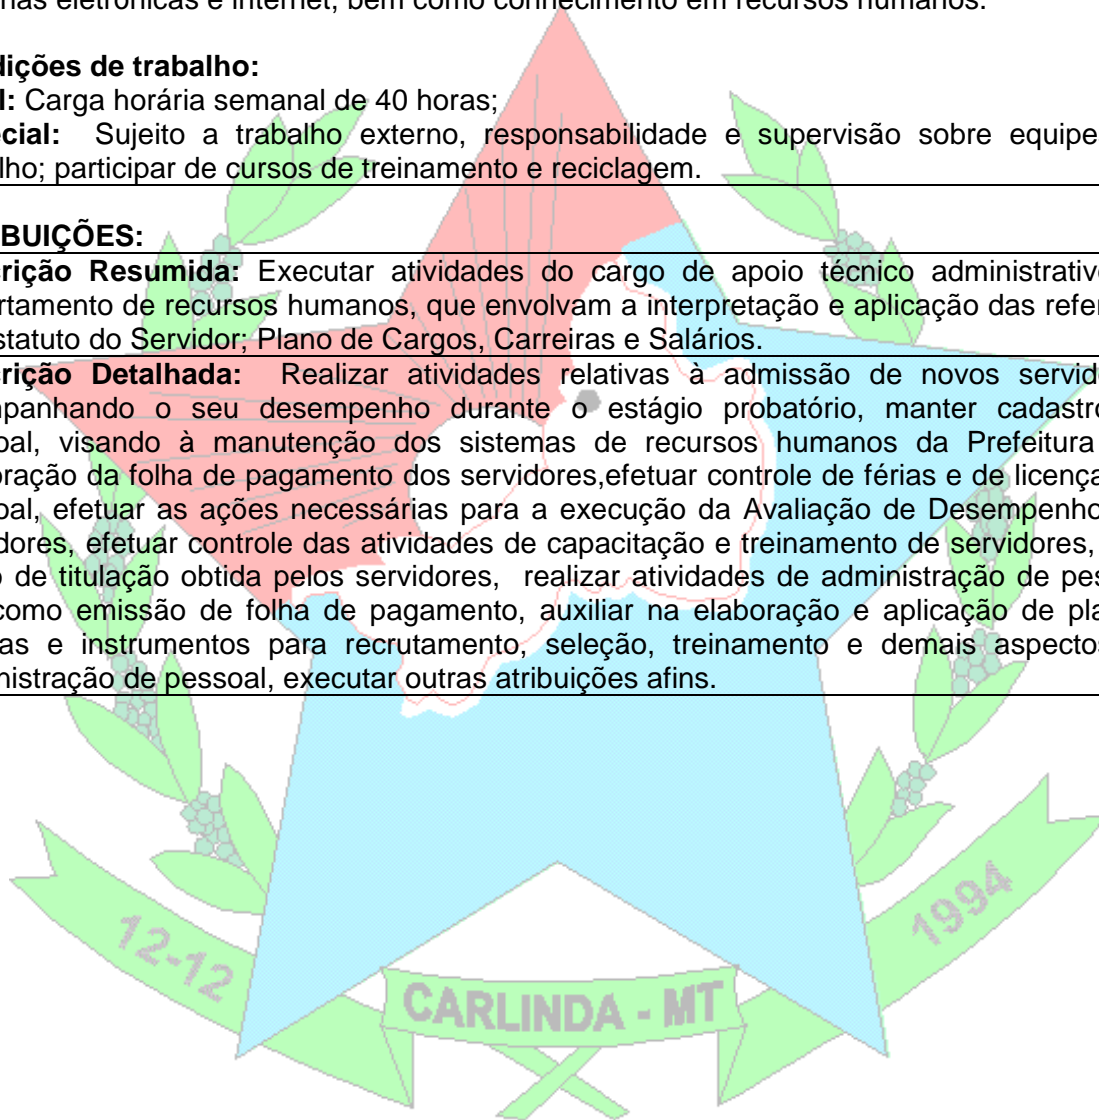 nas eletrônicas e internet, bem como conhecimento em recursos humanos.
dições de trabalho:
l: Carga horária semanal de 40 horas;
cial: Sujeito a trabalho externo, responsabilidade e supervisão sobre equipe
lho; participar de cursos de treinamento e reciclagem.
BUIÇÕES:
rição Resumida: Executar atividades do cargo de apoio técnico administrativo
rtamento de recursos humanos, que envolvam a interpretação e aplicação das refer
statuto do Servidor; Plano de Cargos, Carreiras e Salários.
rição Detalhada: Realizar atividades relativas à admissão de novos servido
mpanhando o seu desempenho durante o estágio probatório, manter cadastro
oal, visando à manutenção dos sistemas de recursos humanos da Prefeitura
oração da folha de pagamento dos servidores,efetuar controle de férias e de licença
oal, efetuar as ações necessárias para a execução da Avaliação de Desempenho
dores, efetuar controle das atividades de capacitação e treinamento de servidores,
o de titulação obtida pelos servidores, realizar atividades de administração de pes
como emissão de folha de pagamento, auxiliar na elaboração e aplicação de pla
as e instrumentos para recrutamento, seleção, treinamento e demais aspectos
nistração de pessoal, executar outras atribuições afins.
12-12
1994
CARLINDA - MT